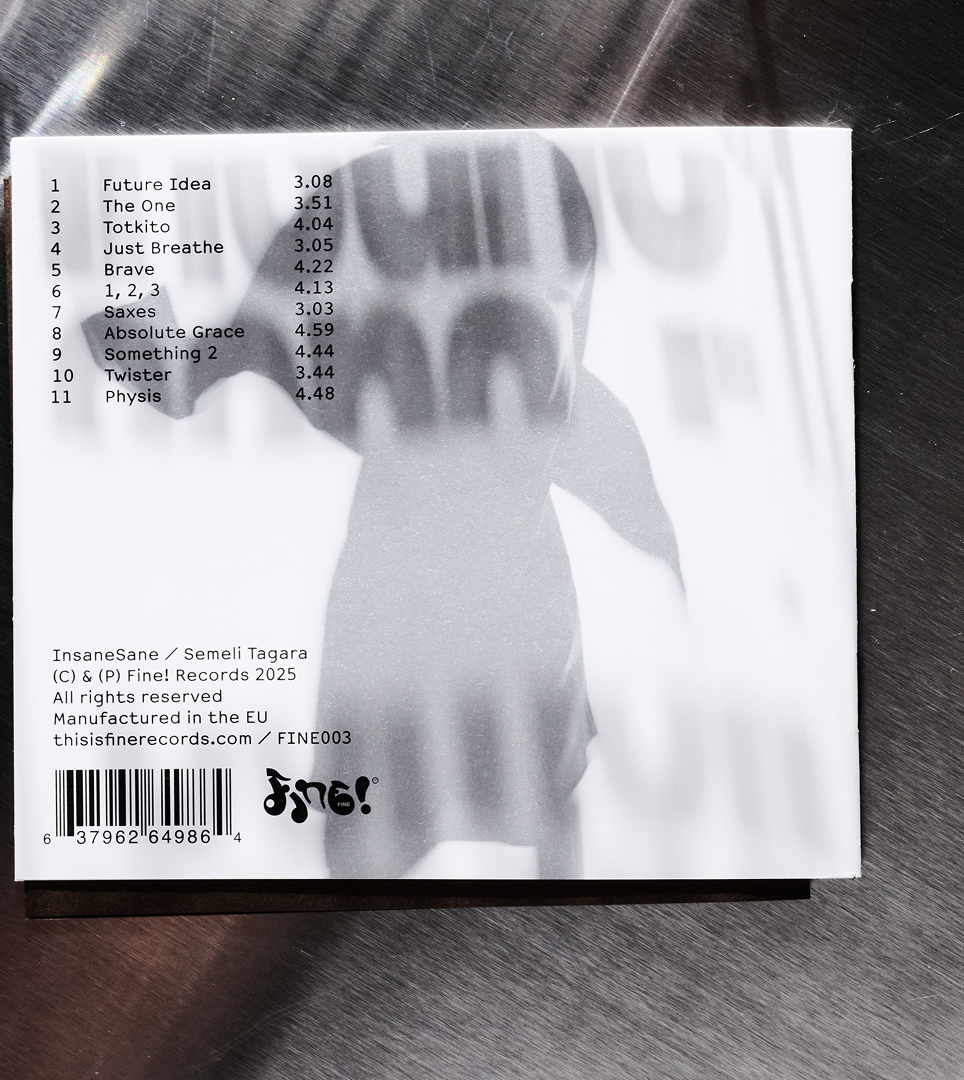 1 Future Idea 3.08
2 The One 3.51
3 Totkito 4.04
4 Just Breathe 3.05
5 Brave 4.22
6 1, 2, 3 4.13
7 Saxes 3.03
8 Absolute Grace 4.59
9 Something 2 4.44
10 Twister 3.44
11 Physis 4.48
InsaneSane / Semeli Tagara
(C) & (P) Fine! Records 2025
All rights reserved
Manufactured in the EU
thisisfinerecords.com / FINE003
Fine!
FINE
6 37962 64986 4